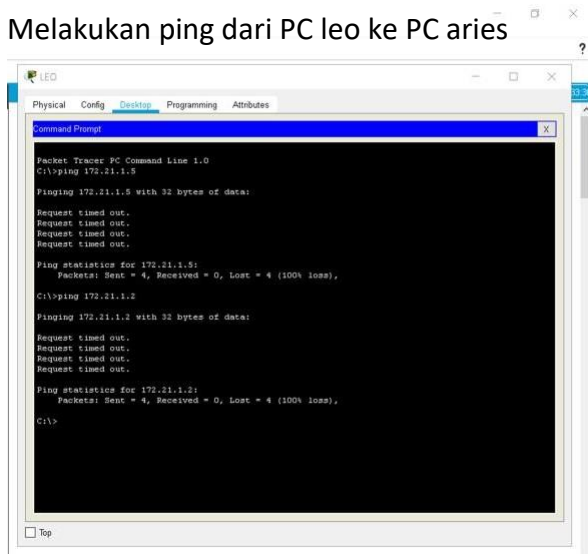 Melakukan ping dari PC leo ke PC aries
?
LEO
Physical Config Desktop Programming Attributes
Command Prompt
X
Packet Tracer PC Command Line 1.0
C:\>ping 172.21.1.5
Pinging 172.21.1.5 with 32 bytes of data:
Request timed out.
Request timed out.
Request timed out.
Request timed out.
Ping statistics for 172.21.1.5:
Packets: Sent = 4, Received = 0, Lost = 4 (100% loss),
C:\>ping 172.21.1.2
Pinging 172.21.1.2 with 32 bytes of data:
Request timed out.
Request timed out.
Request timed out.
Request timed out.
Ping statistics for 172.21.1.2:
Packets: Sent = 4, Received = 0, Lost = 4 (100% loss),
C:\>
Top